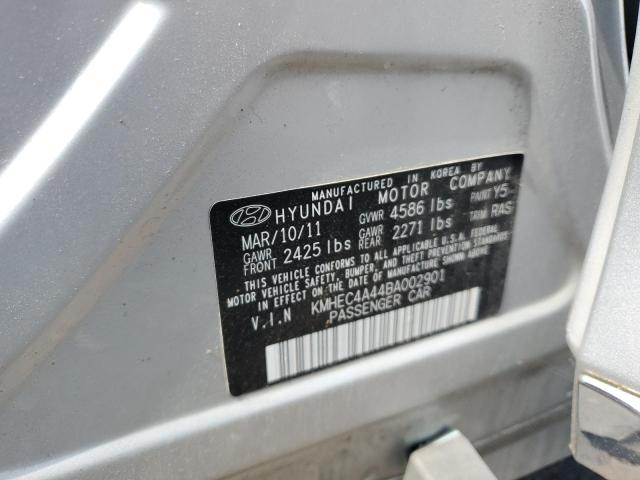 MANUFACTURED IN KOREA BY
HYUNDAI MOTOR COMPANY
MAR/10/11 GVWR 4586 lbs PAINT Y5
GAWR FRONT 2425 lbs GAWR REAR 2271 lbs TRIM RAS
THIS VEHICLE CONFORMS TO ALL APPLICABLE U.S.A. FEDERAL
MOTOR VEHICLE SAFETY, BUMPER, AND THEFT PREVENTION STANDARDS
IN EFFECT ON THE DATE OF MANUFACTURE SHOWN ABOVE.
V.I.N KMHEC4A44BA002901
PASSENGER CAR